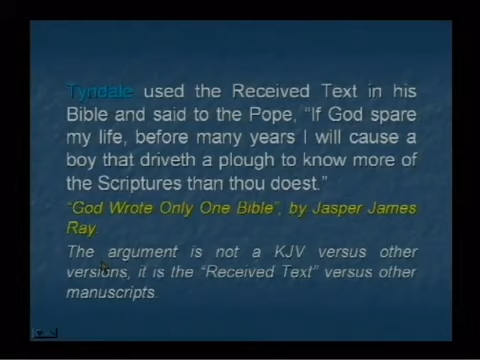 Tyndale used the Received Text in his
Bible and said to the Pope, “If God spare
my life, before many years I will cause a
boy that driveth a plough to know more of
the Scriptures than thou doest.”
“God Wrote Only One Bible”, by Jasper James
Ray.
The argument is not a KJV versus other
versions, it is the “Received Text” versus other
manuscripts.